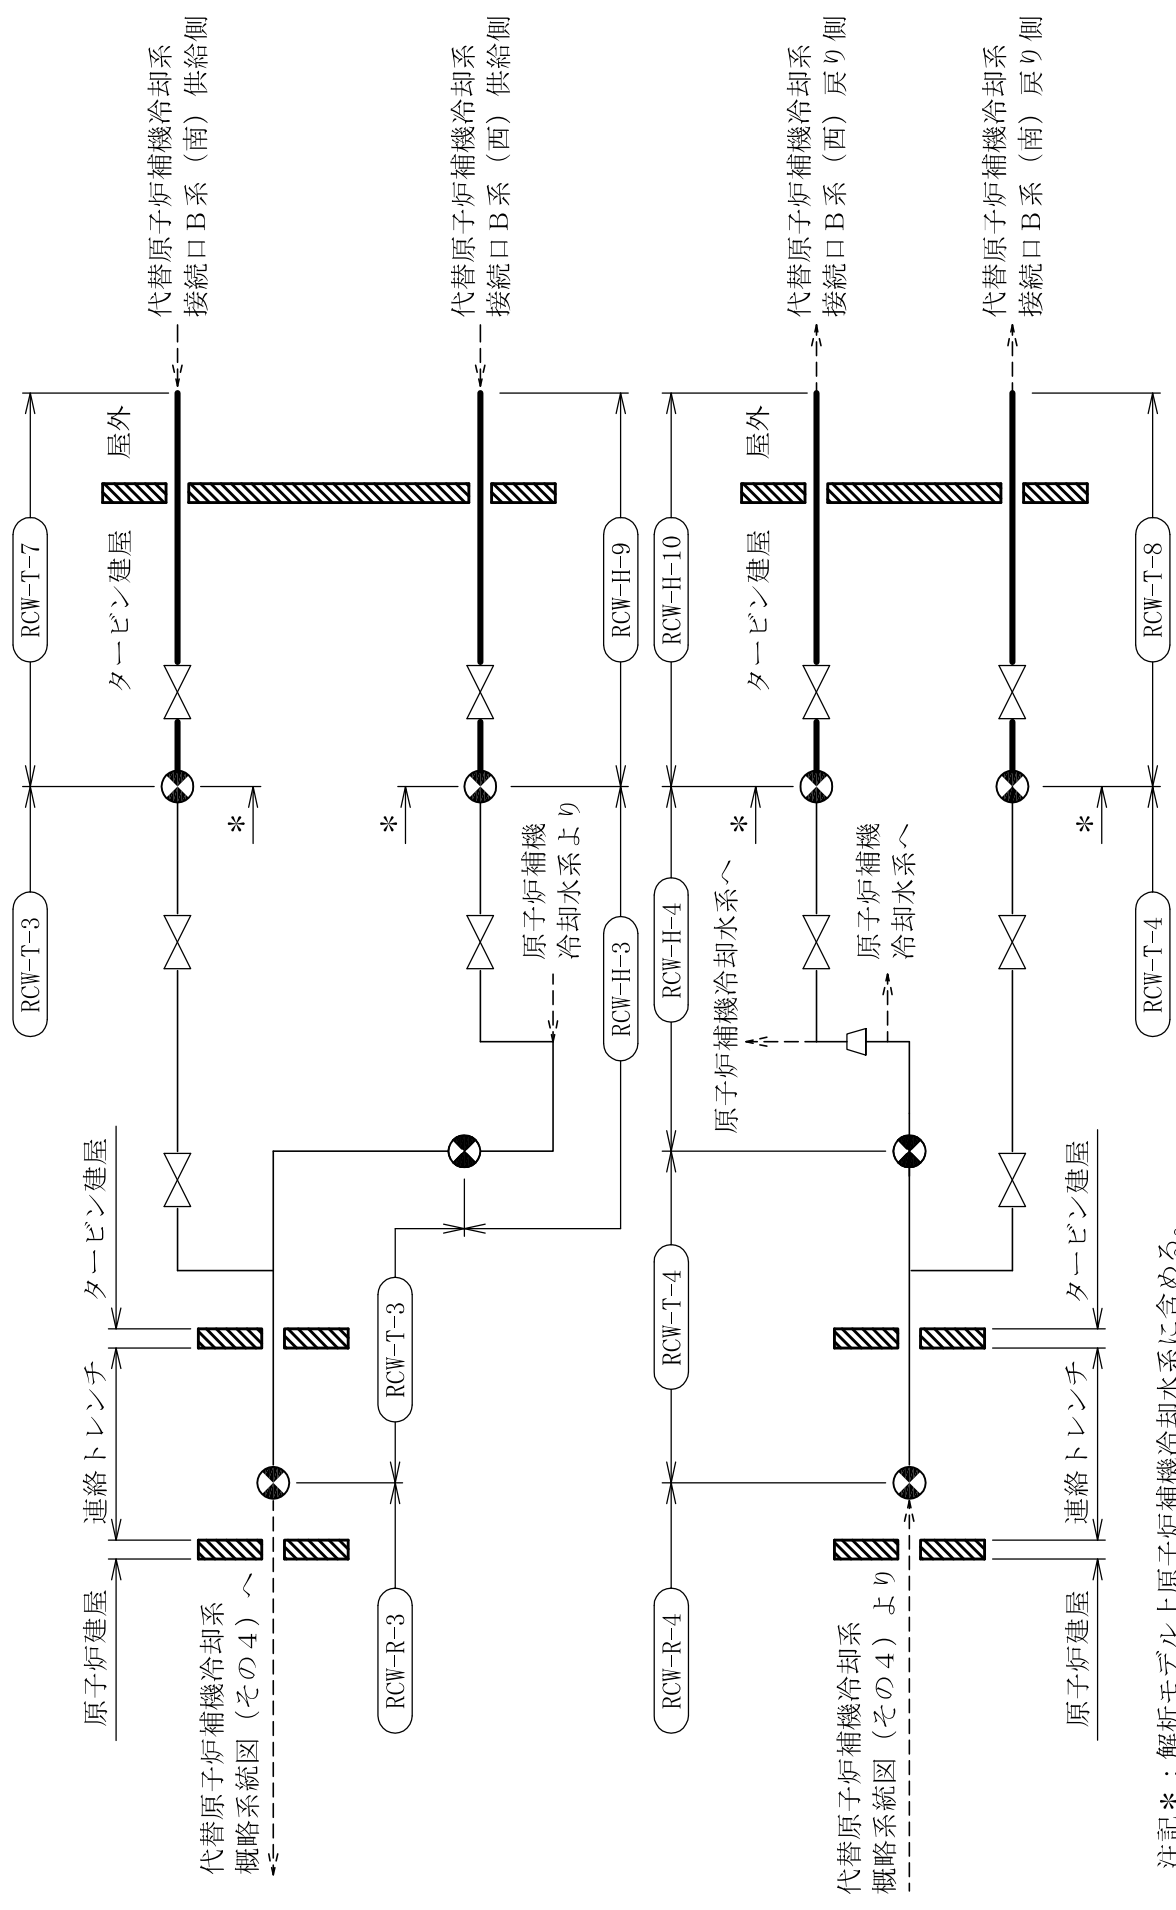 代替原子炉補機冷却系
接続口B系（南）供給側
代替原子炉補機冷却系
接続口B系（西）供給側
代替原子炉補機冷却系
接続口B系（西）戻り側
代替原子炉補機冷却系
接続口B系（南）戻り側
RCW-T-7
屋外
タービン建屋
RCW-H-9
RCW-H-10
屋外
タービン建屋
RCW-T-8
*
*
*
*
RCW-T-3
原子炉補機
冷却水系より
RCW-H-3
RCW-H-4
原子炉補機冷却水系へ
原子炉補機
冷却水系へ
RCW-T-4
タービン建屋
RCW-T-3
RCW-T-4
タービン建屋
連絡トレンチ
連絡トレンチ
原子炉建屋
代替原子炉補機冷却系
概略系統図（その４）へ
RCW-R-3
RCW-R-4
代替原子炉補機冷却系
概略系統図（その４）より
原子炉建屋
注記＊：解析モデル上原子炉補機冷却水系に含める。